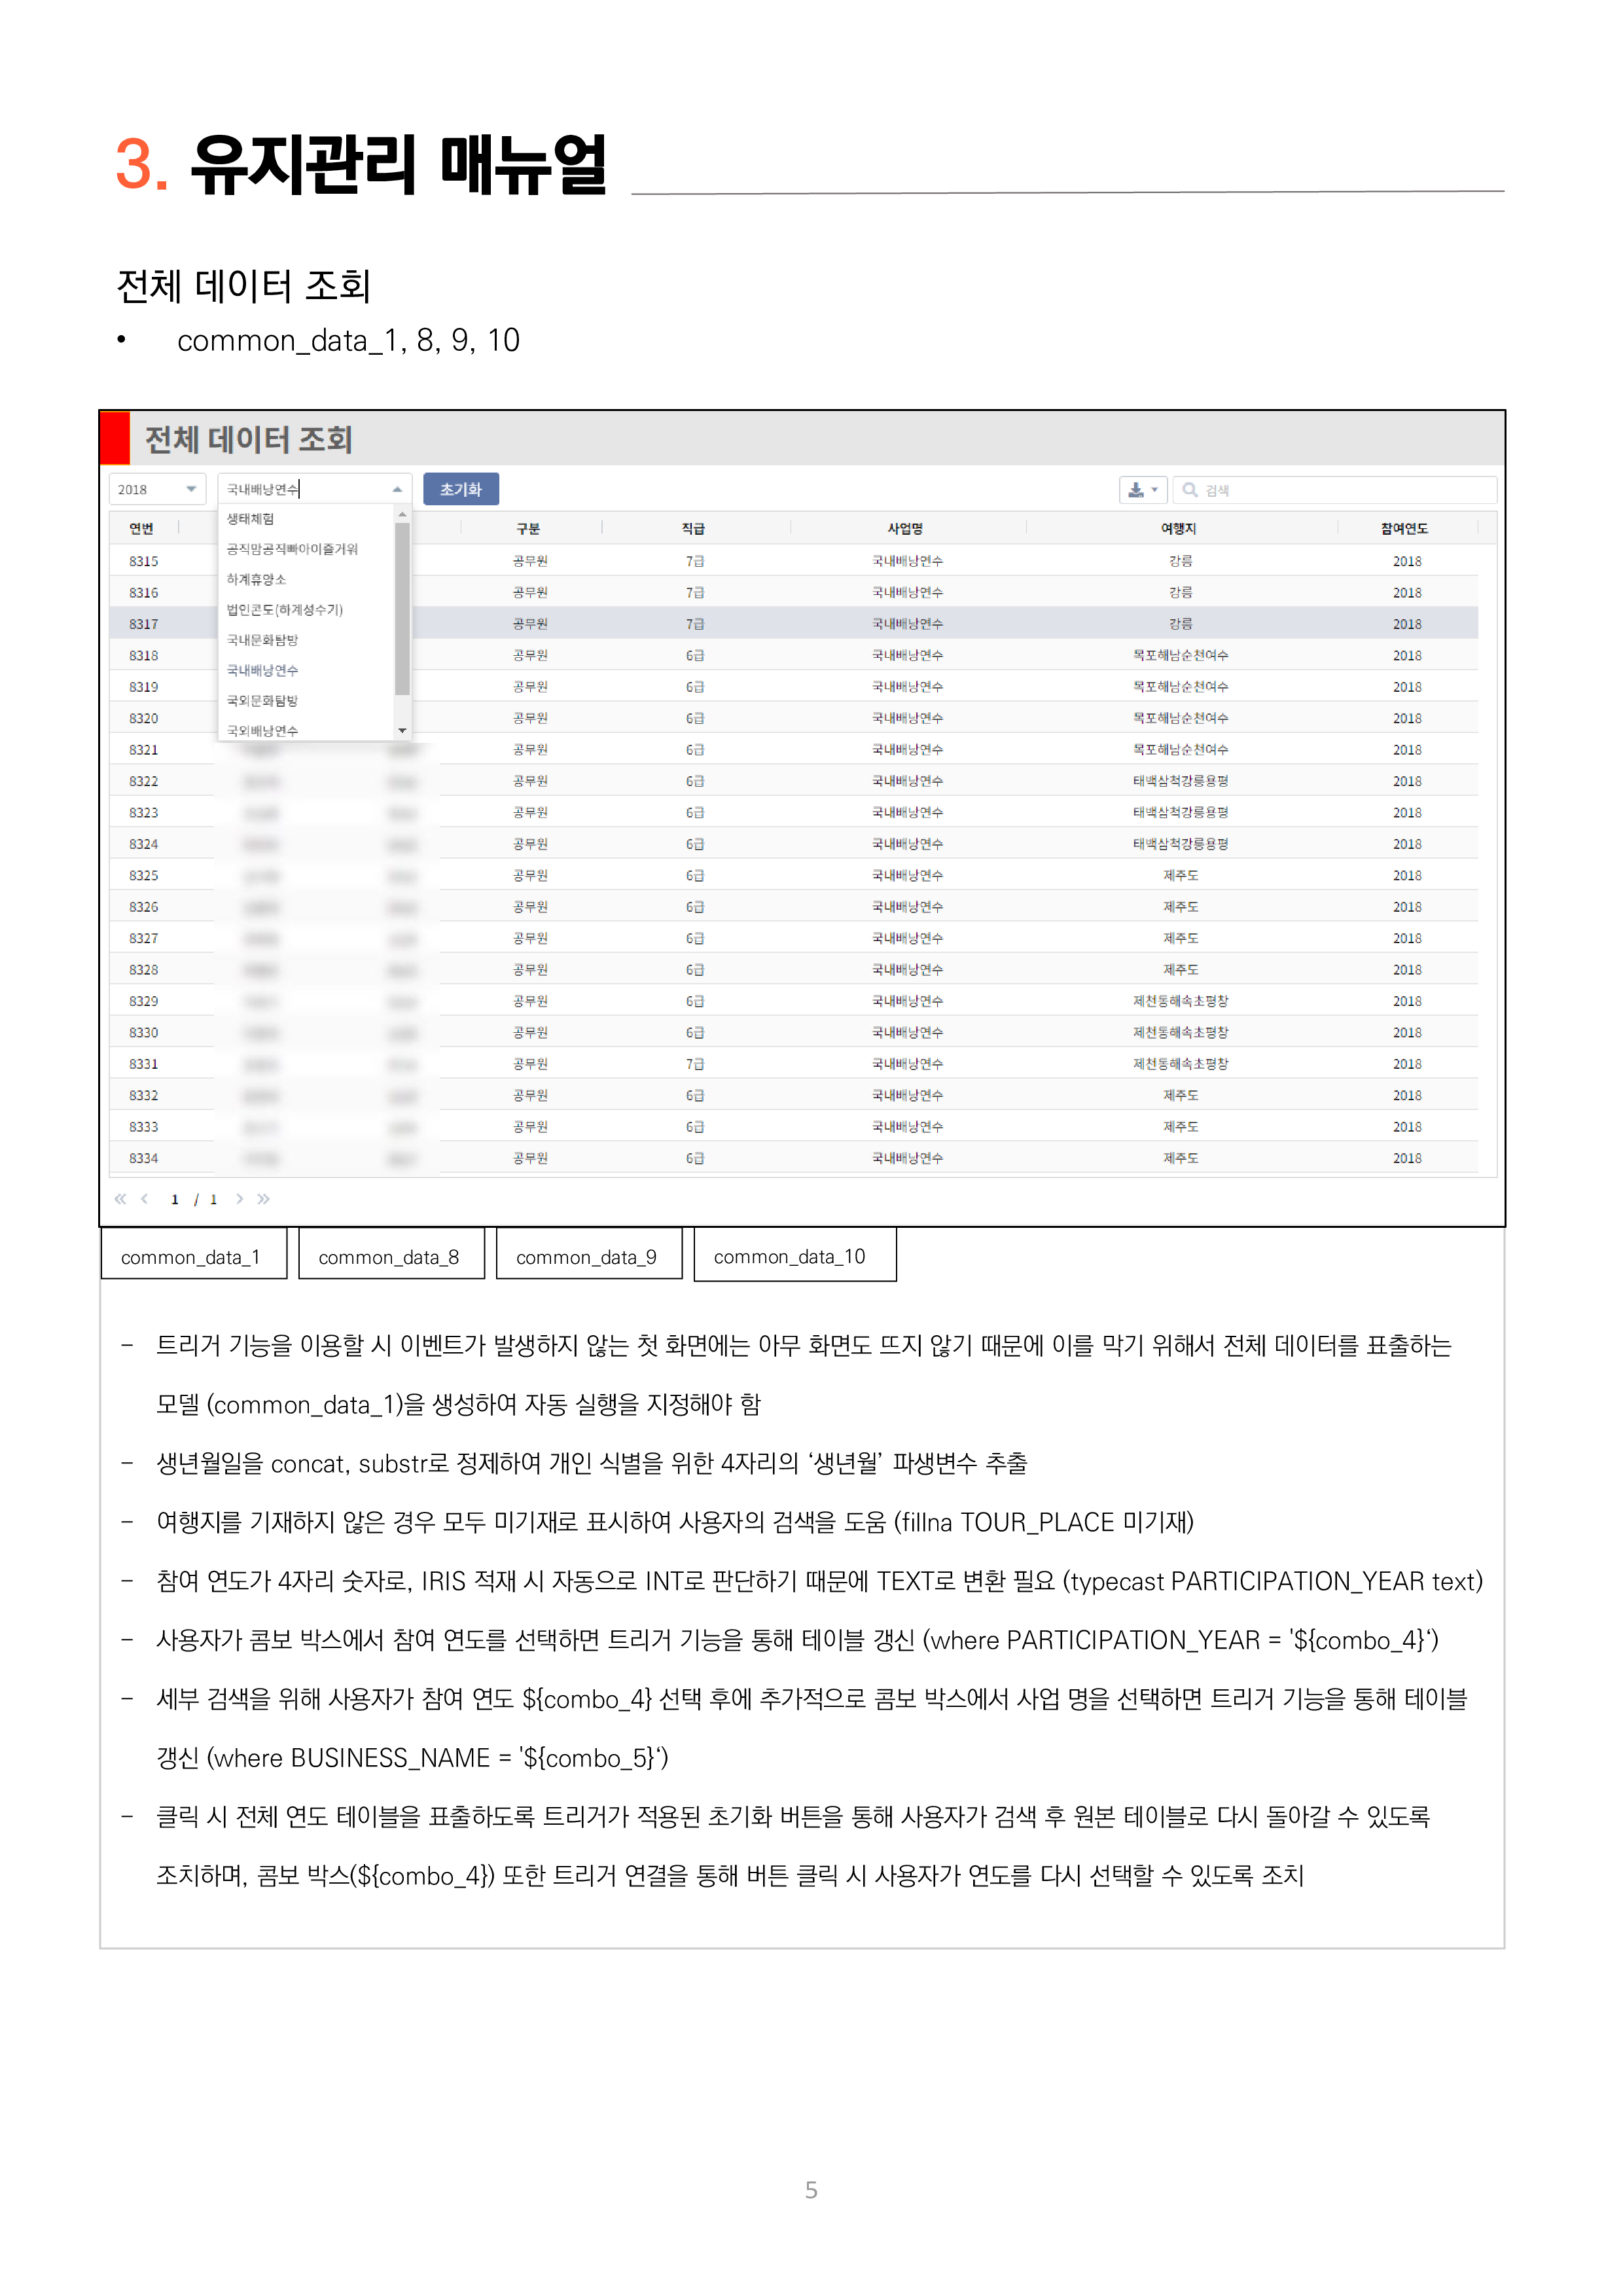 3. 유지관리 매뉴얼
전체 데이터 조회
• common_data_1, 8, 9, 10
전체 데이터 조회
2018 국내배낭연수 초기화 검색
연번 구분 직급 사업명 여행지 참여연도
생태체험
공직맘공직빠아이즐거워
하계휴양소
법인콘도(하계성수기)
국내문화탐방
국내배낭연수
국외문화탐방
국외배낭연수
8315 공무원 7급 국내배낭연수 강릉 2018
8316 공무원 7급 국내배낭연수 강릉 2018
8317 공무원 7급 국내배낭연수 강릉 2018
8318 공무원 6급 국내배낭연수 목포해남순천여수 2018
8319 공무원 6급 국내배낭연수 목포해남순천여수 2018
8320 공무원 6급 국내배낭연수 목포해남순천여수 2018
8321 공무원 6급 국내배낭연수 목포해남순천여수 2018
8322 공무원 6급 국내배낭연수 태백삼척강릉용평 2018
8323 공무원 6급 국내배낭연수 태백삼척강릉용평 2018
8324 공무원 6급 국내배낭연수 태백삼척강릉용평 2018
8325 공무원 6급 국내배낭연수 제주도 2018
8326 공무원 6급 국내배낭연수 제주도 2018
8327 공무원 6급 국내배낭연수 제주도 2018
8328 공무원 6급 국내배낭연수 제주도 2018
8329 공무원 6급 국내배낭연수 제천동해속초평창 2018
8330 공무원 6급 국내배낭연수 제천동해속초평창 2018
8331 공무원 7급 국내배낭연수 제천동해속초평창 2018
8332 공무원 6급 국내배낭연수 제주도 2018
8333 공무원 6급 국내배낭연수 제주도 2018
8334 공무원 6급 국내배낭연수 제주도 2018
« < 1 / 1 > »
common_data_1 common_data_8 common_data_9 common_data_10
- 트리거 기능을 이용할 시 이벤트가 발생하지 않는 첫 화면에는 아무 화면도 뜨지 않기 때문에 이를 막기 위해서 전체 데이터를 표출하는
모델 (common_data_1)을 생성하여 자동 실행을 지정해야 함
- 생년월일을 concat, substr로 정제하여 개인 식별을 위한 4자리의 ‘생년월’ 파생변수 추출
- 여행지를 기재하지 않은 경우 모두 미기재로 표시하여 사용자의 검색을 도움 (fillna TOUR_PLACE 미기재)
- 참여 연도가 4자리 숫자로, IRIS 적재 시 자동으로 INT로 판단하기 때문에 TEXT로 변환 필요 (typecast PARTICIPATION_YEAR text)
- 사용자가 콤보 박스에서 참여 연도를 선택하면 트리거 기능을 통해 테이블 갱신 (where PARTICIPATION_YEAR = '${combo_4}‘)
- 세부 검색을 위해 사용자가 참여 연도 ${combo_4} 선택 후에 추가적으로 콤보 박스에서 사업 명을 선택하면 트리거 기능을 통해 테이블
갱신 (where BUSINESS_NAME = '${combo_5}‘)
- 클릭 시 전체 연도 테이블을 표출하도록 트리거가 적용된 초기화 버튼을 통해 사용자가 검색 후 원본 테이블로 다시 돌아갈 수 있도록
조치하며, 콤보 박스(${combo_4}) 또한 트리거 연결을 통해 버튼 클릭 시 사용자가 연도를 다시 선택할 수 있도록 조치
5